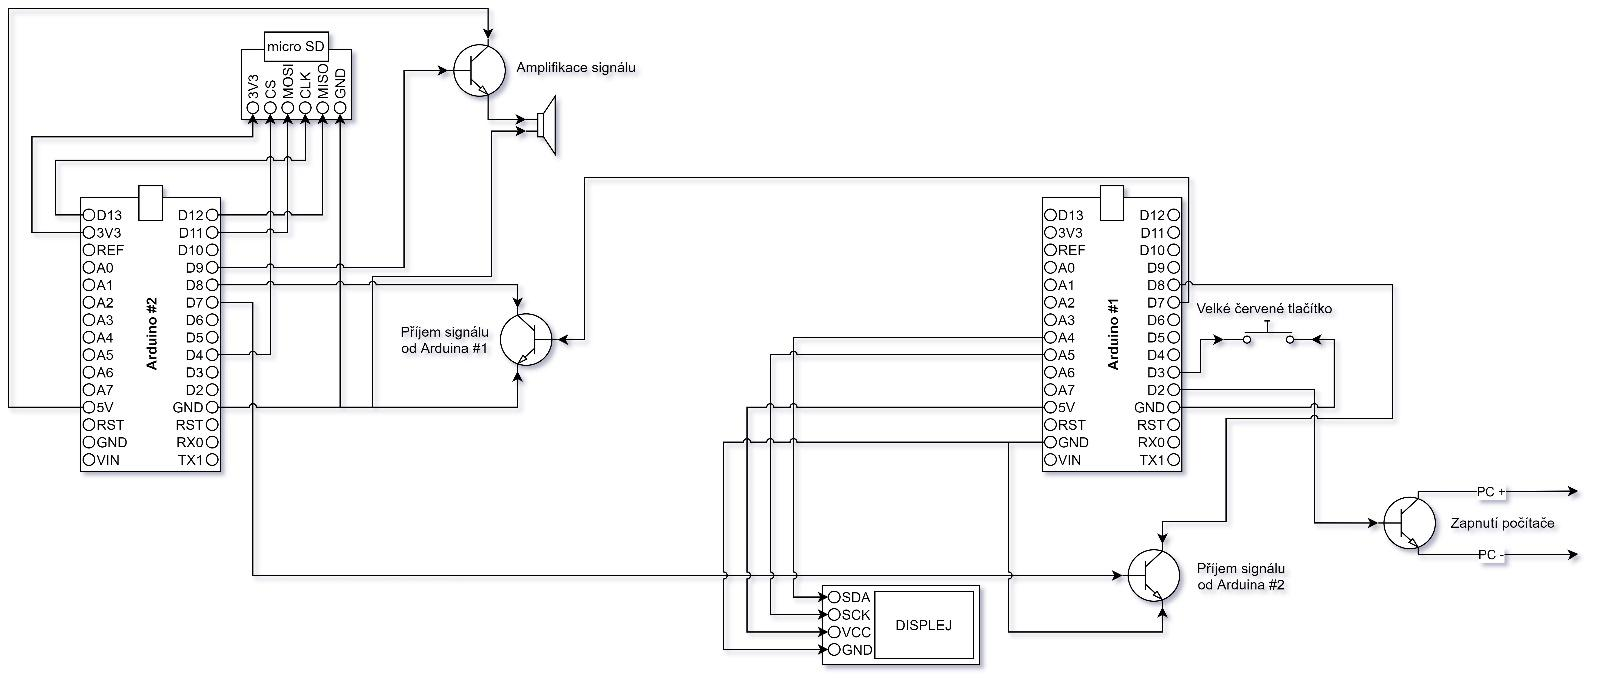 micro SD
3V3
CS
MOSI
CLK
MISO
GND
Amplifikace signálu
D13 D12
3V3 D11
REF D10
A0 D9
A1 D8
A2 D7
A3 D6
A4 D5
A5 D4
A6 D3
A7 D2
5V GND
RST RST
GND RX0
VIN TX1
Arduino #2
Příjem signálu
od Arduina #1
D13 D12
3V3 D11
REF D10
A0 D9
A1 D8
A2 D7
A3 D6
A4 D5
A5 D4
A6 D3
A7 D2
5V GND
RST RST
GND RX0
VIN TX1
Arduino #1
Velké červené tlačítko
PC +
Zapnutí počítače
PC -
Příjem signálu
od Arduina #2
SDA
SCK
VCC
GND
DISPLEJ